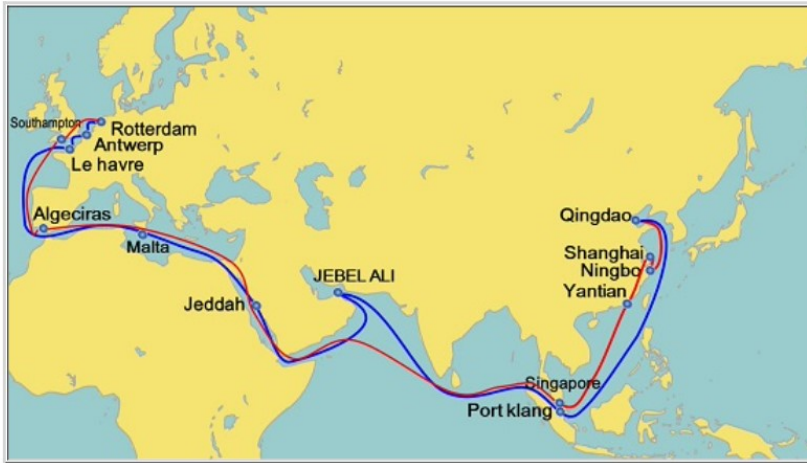 Southampton
Rotterdam
Antwerp
Le havre
Algeciras
Malta
Jeddah
JEBEL ALI
Qingdao
Shanghai
Ningbo
Yantian
Singapore
Port klang